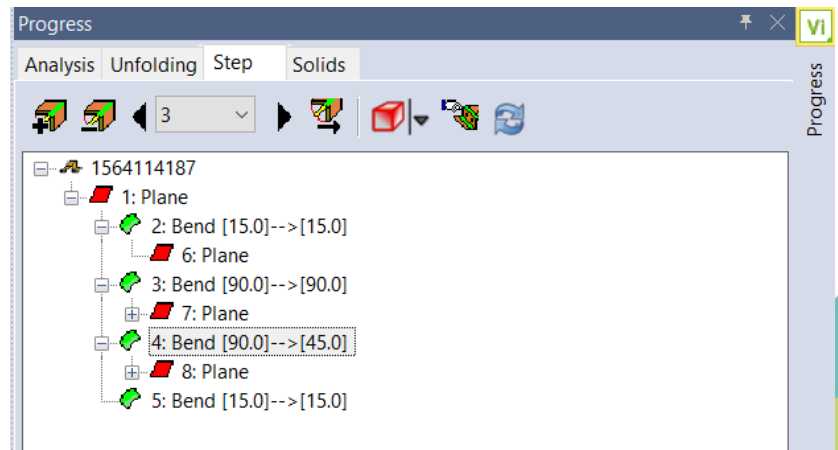 Progress
Vi
Analysis Unfolding Step Solids
Progress
3
1564114187
1: Plane
2: Bend [15.0]-->[15.0]
6: Plane
3: Bend [90.0]-->[90.0]
7: Plane
4: Bend [90.0]-->[45.0]
8: Plane
5: Bend [15.0]-->[15.0]